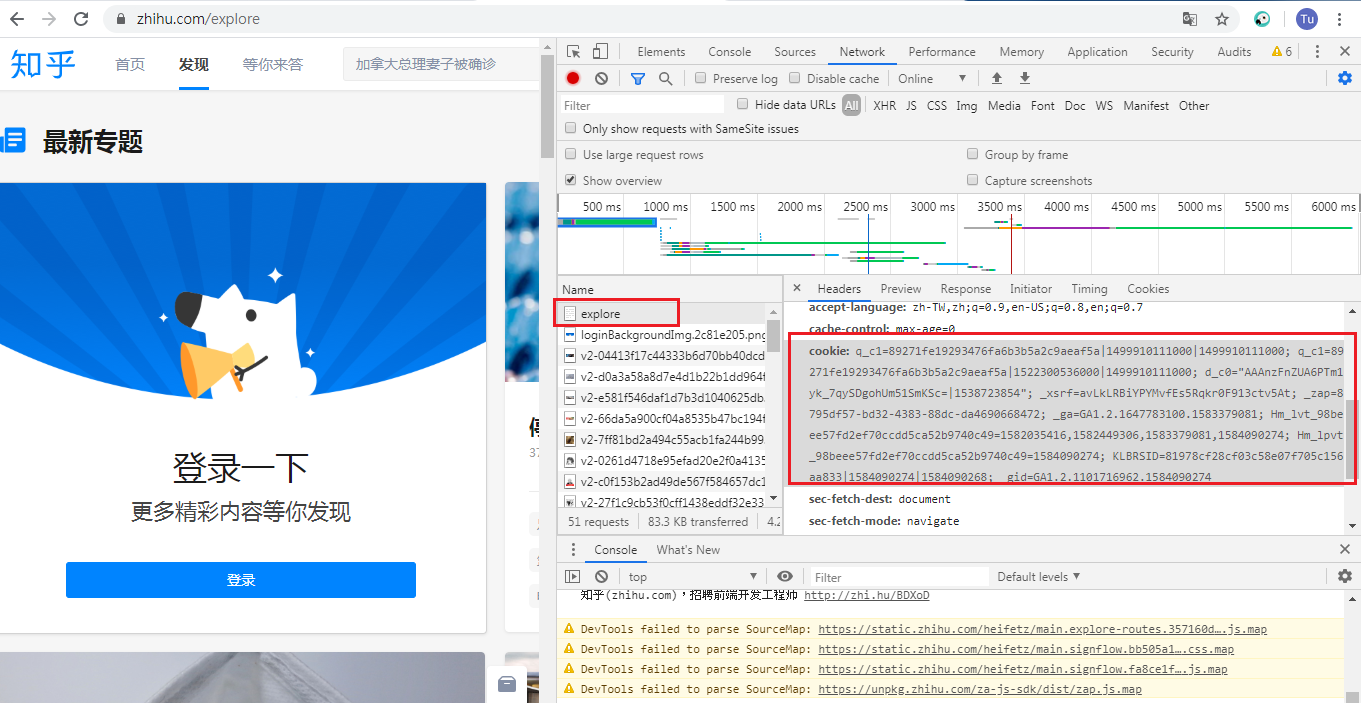 zhihu.com/explore
Tu
知乎 首页 发现 等你来答 加拿大总理妻子被确诊
最新专题
登录一下
更多精彩内容等你发现
登录
Elements Console Sources Network Performance Memory Application Security Audits 6
Preserve log Disable cache Online
Filter Hide data URLs All XHR JS CSS Img Media Font Doc WS Manifest Other
Only show requests with SameSite issues
Use large request rows Group by frame
Show overview Capture screenshots
500 ms 1000 ms 1500 ms 2000 ms 2500 ms 3000 ms 3500 ms 4000 ms 4500 ms 5000 ms 5500 ms 6000 ms
Name
explore
loginBackgroundImg.2c81e205.png
v2-04413f17c44333b6d70bb40dcd
v2-d0a3a58a8d7e4d1b22b1dd964f
v2-e581f546daf1d7b3d1040625db
v2-66da5a900cf04a8535b47bc194f
v2-7ff81bd2a494c55acb1fa244b99
v2-0261d4718e95efad20e2f0a4135
v2-c0f153b2ad49de567f584657dc1
v2-27f1c9cb53f0cff1438eddf32e33
51 requests 83.3 KB transferred 4.2
Headers Preview Response Initiator Timing Cookies
accept-language: zh-TW,zh;q=0.9,en-US;q=0.8,en;q=0.7
cache-control: max-age=0
cookie: q_c1=89271fe19293476fa6b3b5a2c9aeaf5a|1499910111000|1499910111000; q_c1=89
271fe19293476fa6b3b5a2c9aeaf5a|1522300536000|1499910111000; d_c0="AAAnzFnZUA6PTm1
yk_7qySDgohUm51SmKSc=|1538723854"; _xsrf=avLkLRBiYPYMvfEs5Rqkr0F913ctv5At; _zap=8
795df57-bd32-4383-88dc-da4690668472; _ga=GA1.2.1647783100.1583379081; Hm_lvt_98be
ee57fd2ef70ccdd5ca52b9740c49=1582035416,1582449306,1583379081,1584090274; Hm_lpvt
_98beee57fd2ef70ccdd5ca52b9740c49=1584090274; KLBRSID=81978cf28cf03c58e07f705c156
aa833|1584090274|1584090268; _gid=GA1.2.1101716962.1584090274
sec-fetch-dest: document
sec-fetch-mode: navigate
Console What's New
top Filter Default levels
知乎(zhihu.com)，招聘前端开发工程师 http://zhi.hu/BDXoD
DevTools failed to parse SourceMap: https://static.zhihu.com/heifetz/main.explore-routes.357160d….js.map
DevTools failed to parse SourceMap: https://static.zhihu.com/heifetz/main.signflow.bb505a1….css.map
DevTools failed to parse SourceMap: https://static.zhihu.com/heifetz/main.signflow.fa8ce1f….js.map
DevTools failed to parse SourceMap: https://unpkg.zhihu.com/za-js-sdk/dist/zap.js.map